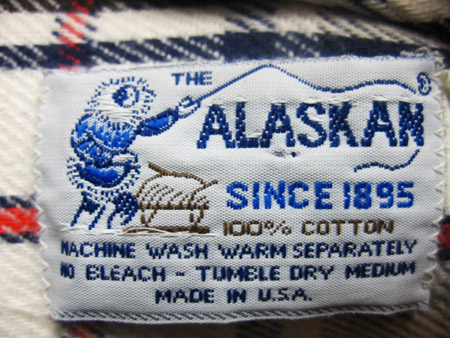 THE
ALASKAN®
SINCE 1895
100% COTTON
MACHINE WASH WARM SEPARATELY
NO BLEACH - TUMBLE DRY MEDIUM
MADE IN U.S.A.